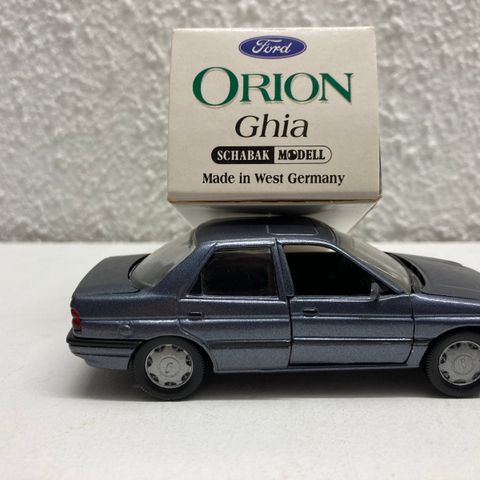 Ford
ORION
Ghia
SCHABAK MODELL
Made in West Germany